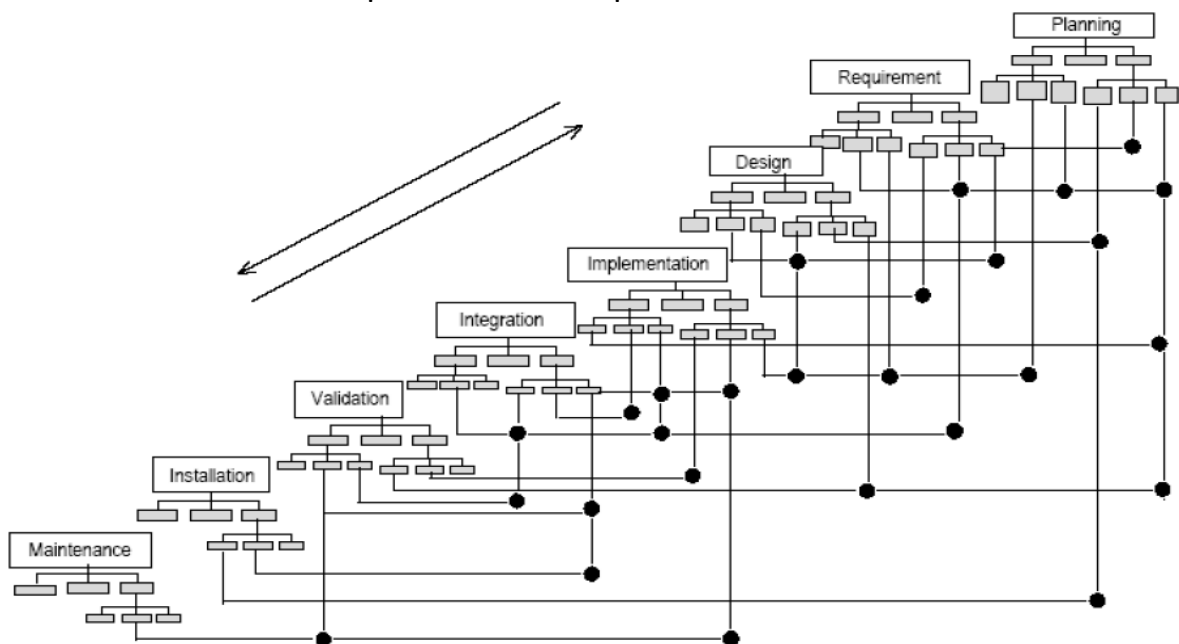 Planning
Requirement
Design
Implementation
Integration
Validation
Installation
Maintenance